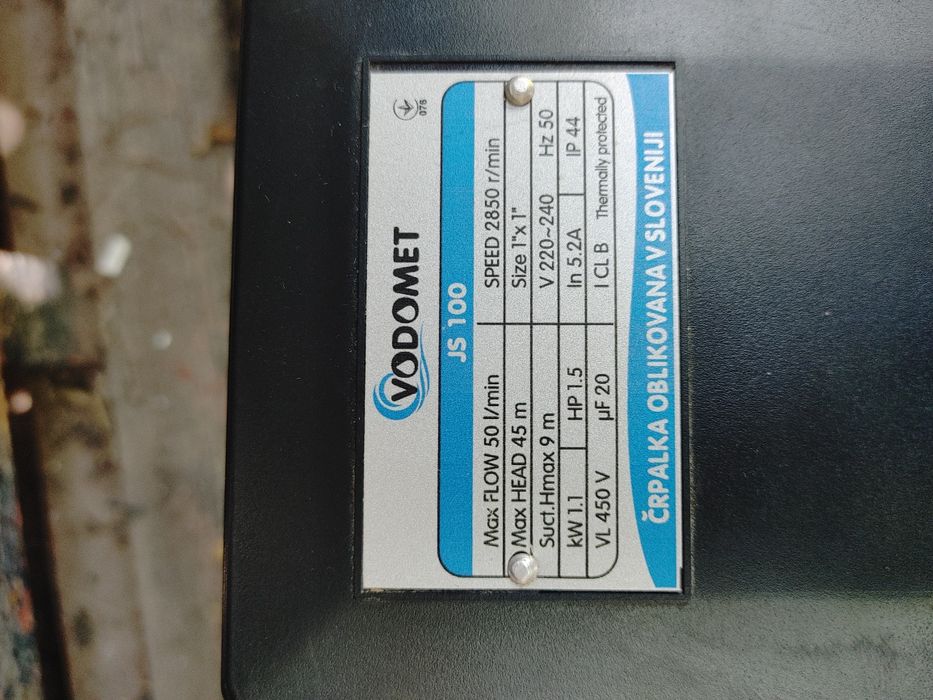 076
VODOMET
JS 100
Max FLOW 50 l/min SPEED 2850 r/min
Max HEAD 45 m Size 1"x 1"
Suct.Hmax 9 m V 220~240 Hz 50
kW 1.1 HP 1.5 In 5.2A IP 44
VL 450 V µF 20 I CL B Thermally protected
ČRPALKA OBLIKOVANA V SLOVENIJI